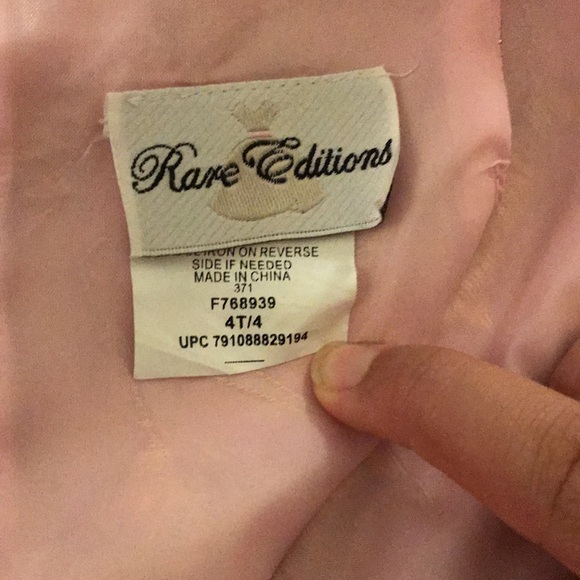 Rare Editions
IRON ON REVERSE
SIDE IF NEEDED
MADE IN CHINA
371
F768939
4T/4
UPC 791088829194